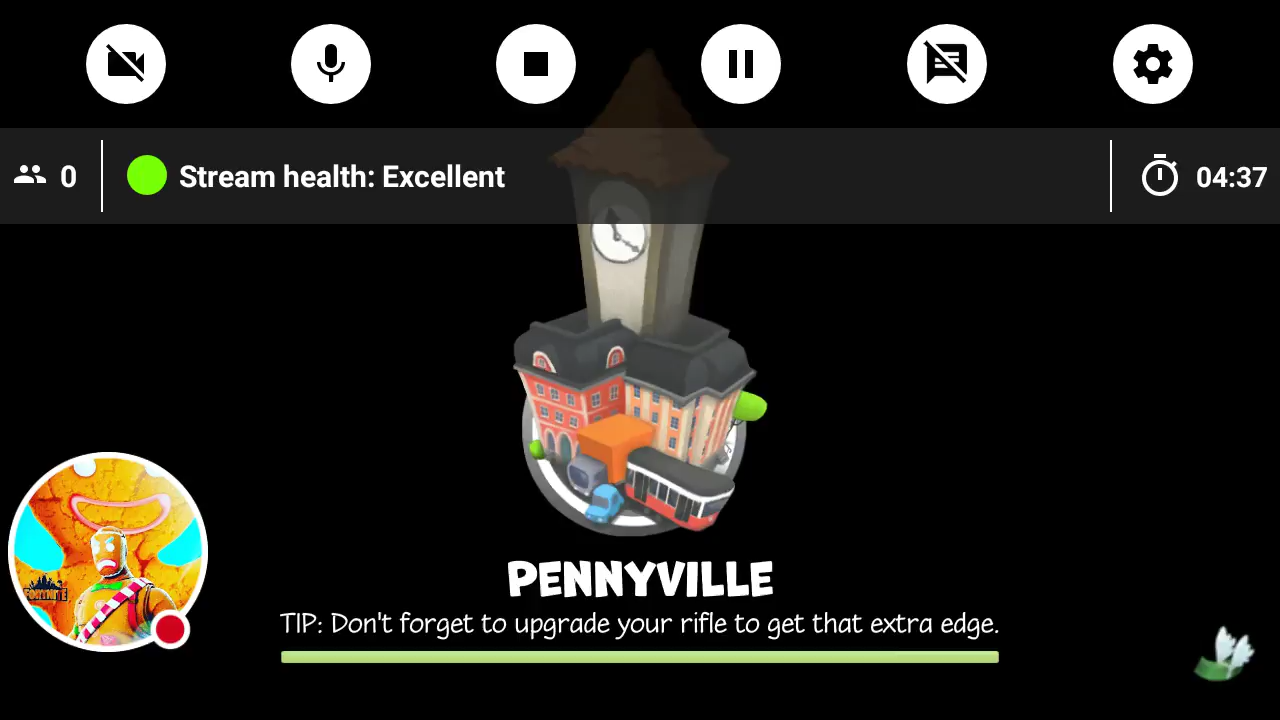 0
Stream health: Excellent
04:37
FORTNITE
PENNYVILLE
TIP: Don't forget to upgrade your rifle to get that extra edge.